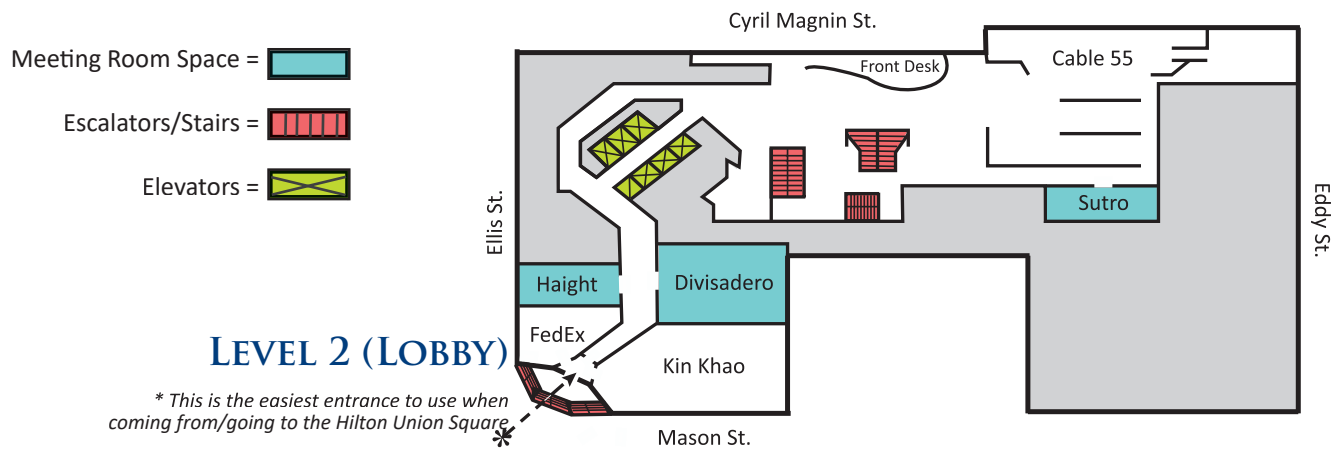 Cyril Magnin St.
Meeting Room Space =
Front Desk
Cable 55
Escalators/Stairs =
Elevators =
Ellis St.
Eddy St.
Sutro
Haight
Divisadero
FedEx
LEVEL 2 (LOBBY)
Kin Khao
* This is the easiest entrance to use when
coming from/going to the Hilton Union Square
*
Mason St.